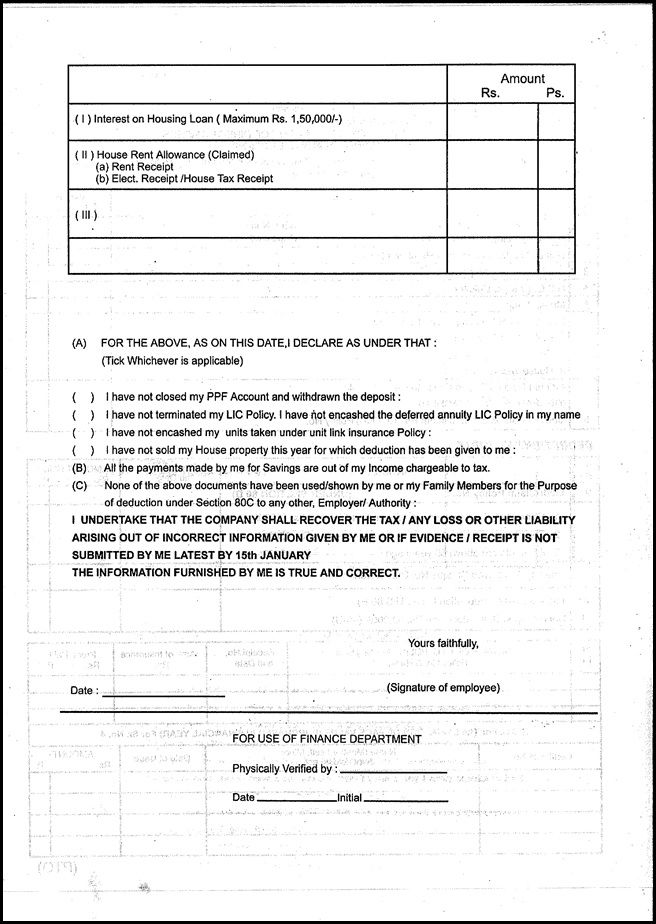 Amount
Rs. Ps.
( I ) Interest on Housing Loan ( Maximum Rs. 1,50,000/-)
( II ) House Rent Allowance (Claimed)
(a) Rent Receipt
(b) Elect. Receipt /House Tax Receipt
( III )
(A) FOR THE ABOVE, AS ON THIS DATE,I DECLARE AS UNDER THAT :
(Tick Whichever is applicable)
( ) I have not closed my PPF Account and withdrawn the deposit :
( ) I have not terminated my LIC Policy. I have not encashed the deferred annuity LIC Policy in my name
( ) I have not encashed my units taken under unit link insurance Policy :
( ) I have not sold my House property this year for which deduction has been given to me :
(B) All the payments made by me for Savings are out of my Income chargeable to tax.
(C) None of the above documents have been used/shown by me or my Family Members for the Purpose
of deduction under Section 80C to any other, Employer/ Authority :
I UNDERTAKE THAT THE COMPANY SHALL RECOVER THE TAX / ANY LOSS OR OTHER LIABILITY
ARISING OUT OF INCORRECT INFORMATION GIVEN BY ME OR IF EVIDENCE / RECEIPT IS NOT
SUBMITTED BY ME LATEST BY 15th JANUARY
THE INFORMATION FURNISHED BY ME IS TRUE AND CORRECT.
Yours faithfully,
Date : (Signature of employee)
FOR USE OF FINANCE DEPARTMENT
Physically Verified by :
Date Initial
(PTO)